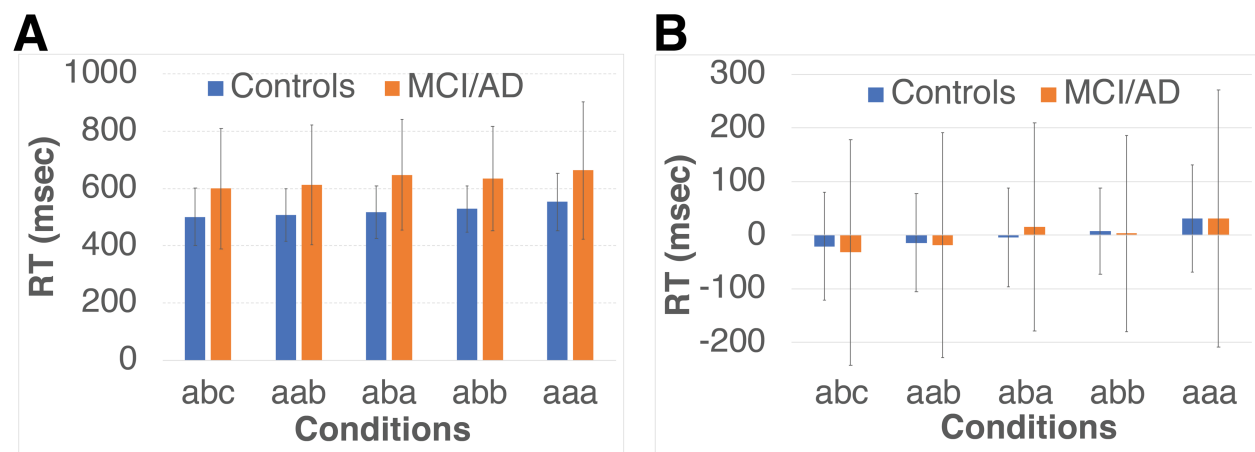 A
1000
800
600
400
200
0
RT (msec)
Controls MCI/AD
abc aab aba abb aaa
Conditions
B
300
200
100
0
-100
-200
RT (msec)
Controls MCI/AD
abc aab aba abb aaa
Conditions